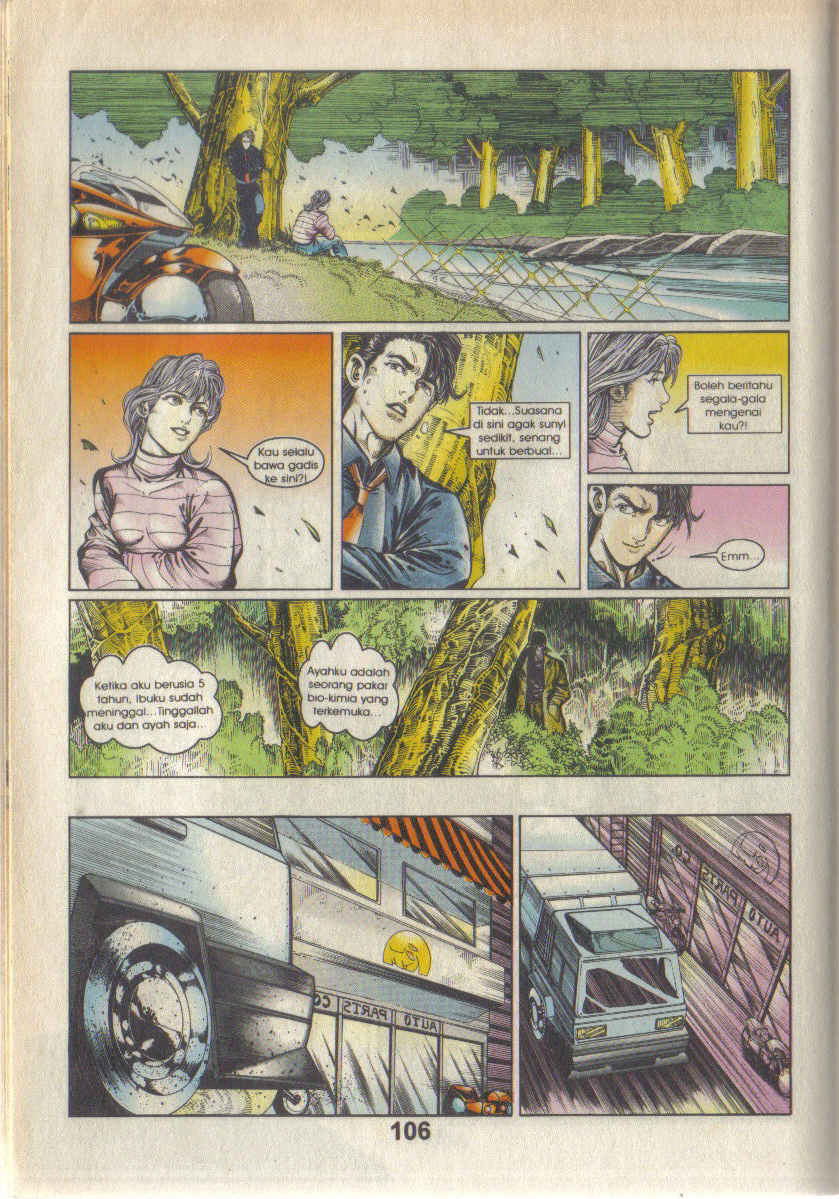 Kau selalu
bawa gadis
ke sini?!
Tidak...Suasana
di sini agak sunyi
sedikit, senang
untuk berbual...
Boleh beritahu
segala-gala
mengenai
kau?!
Emm...
Ketika aku berusia 5
tahun, Ibuku sudah
meninggal...Tinggallah
aku dan ayah saja...
Ayahku adalah
seorang pakar
bio-kimia yang
terkemuka...
AUTO PARTS CO
AUTO PARTS CO
106